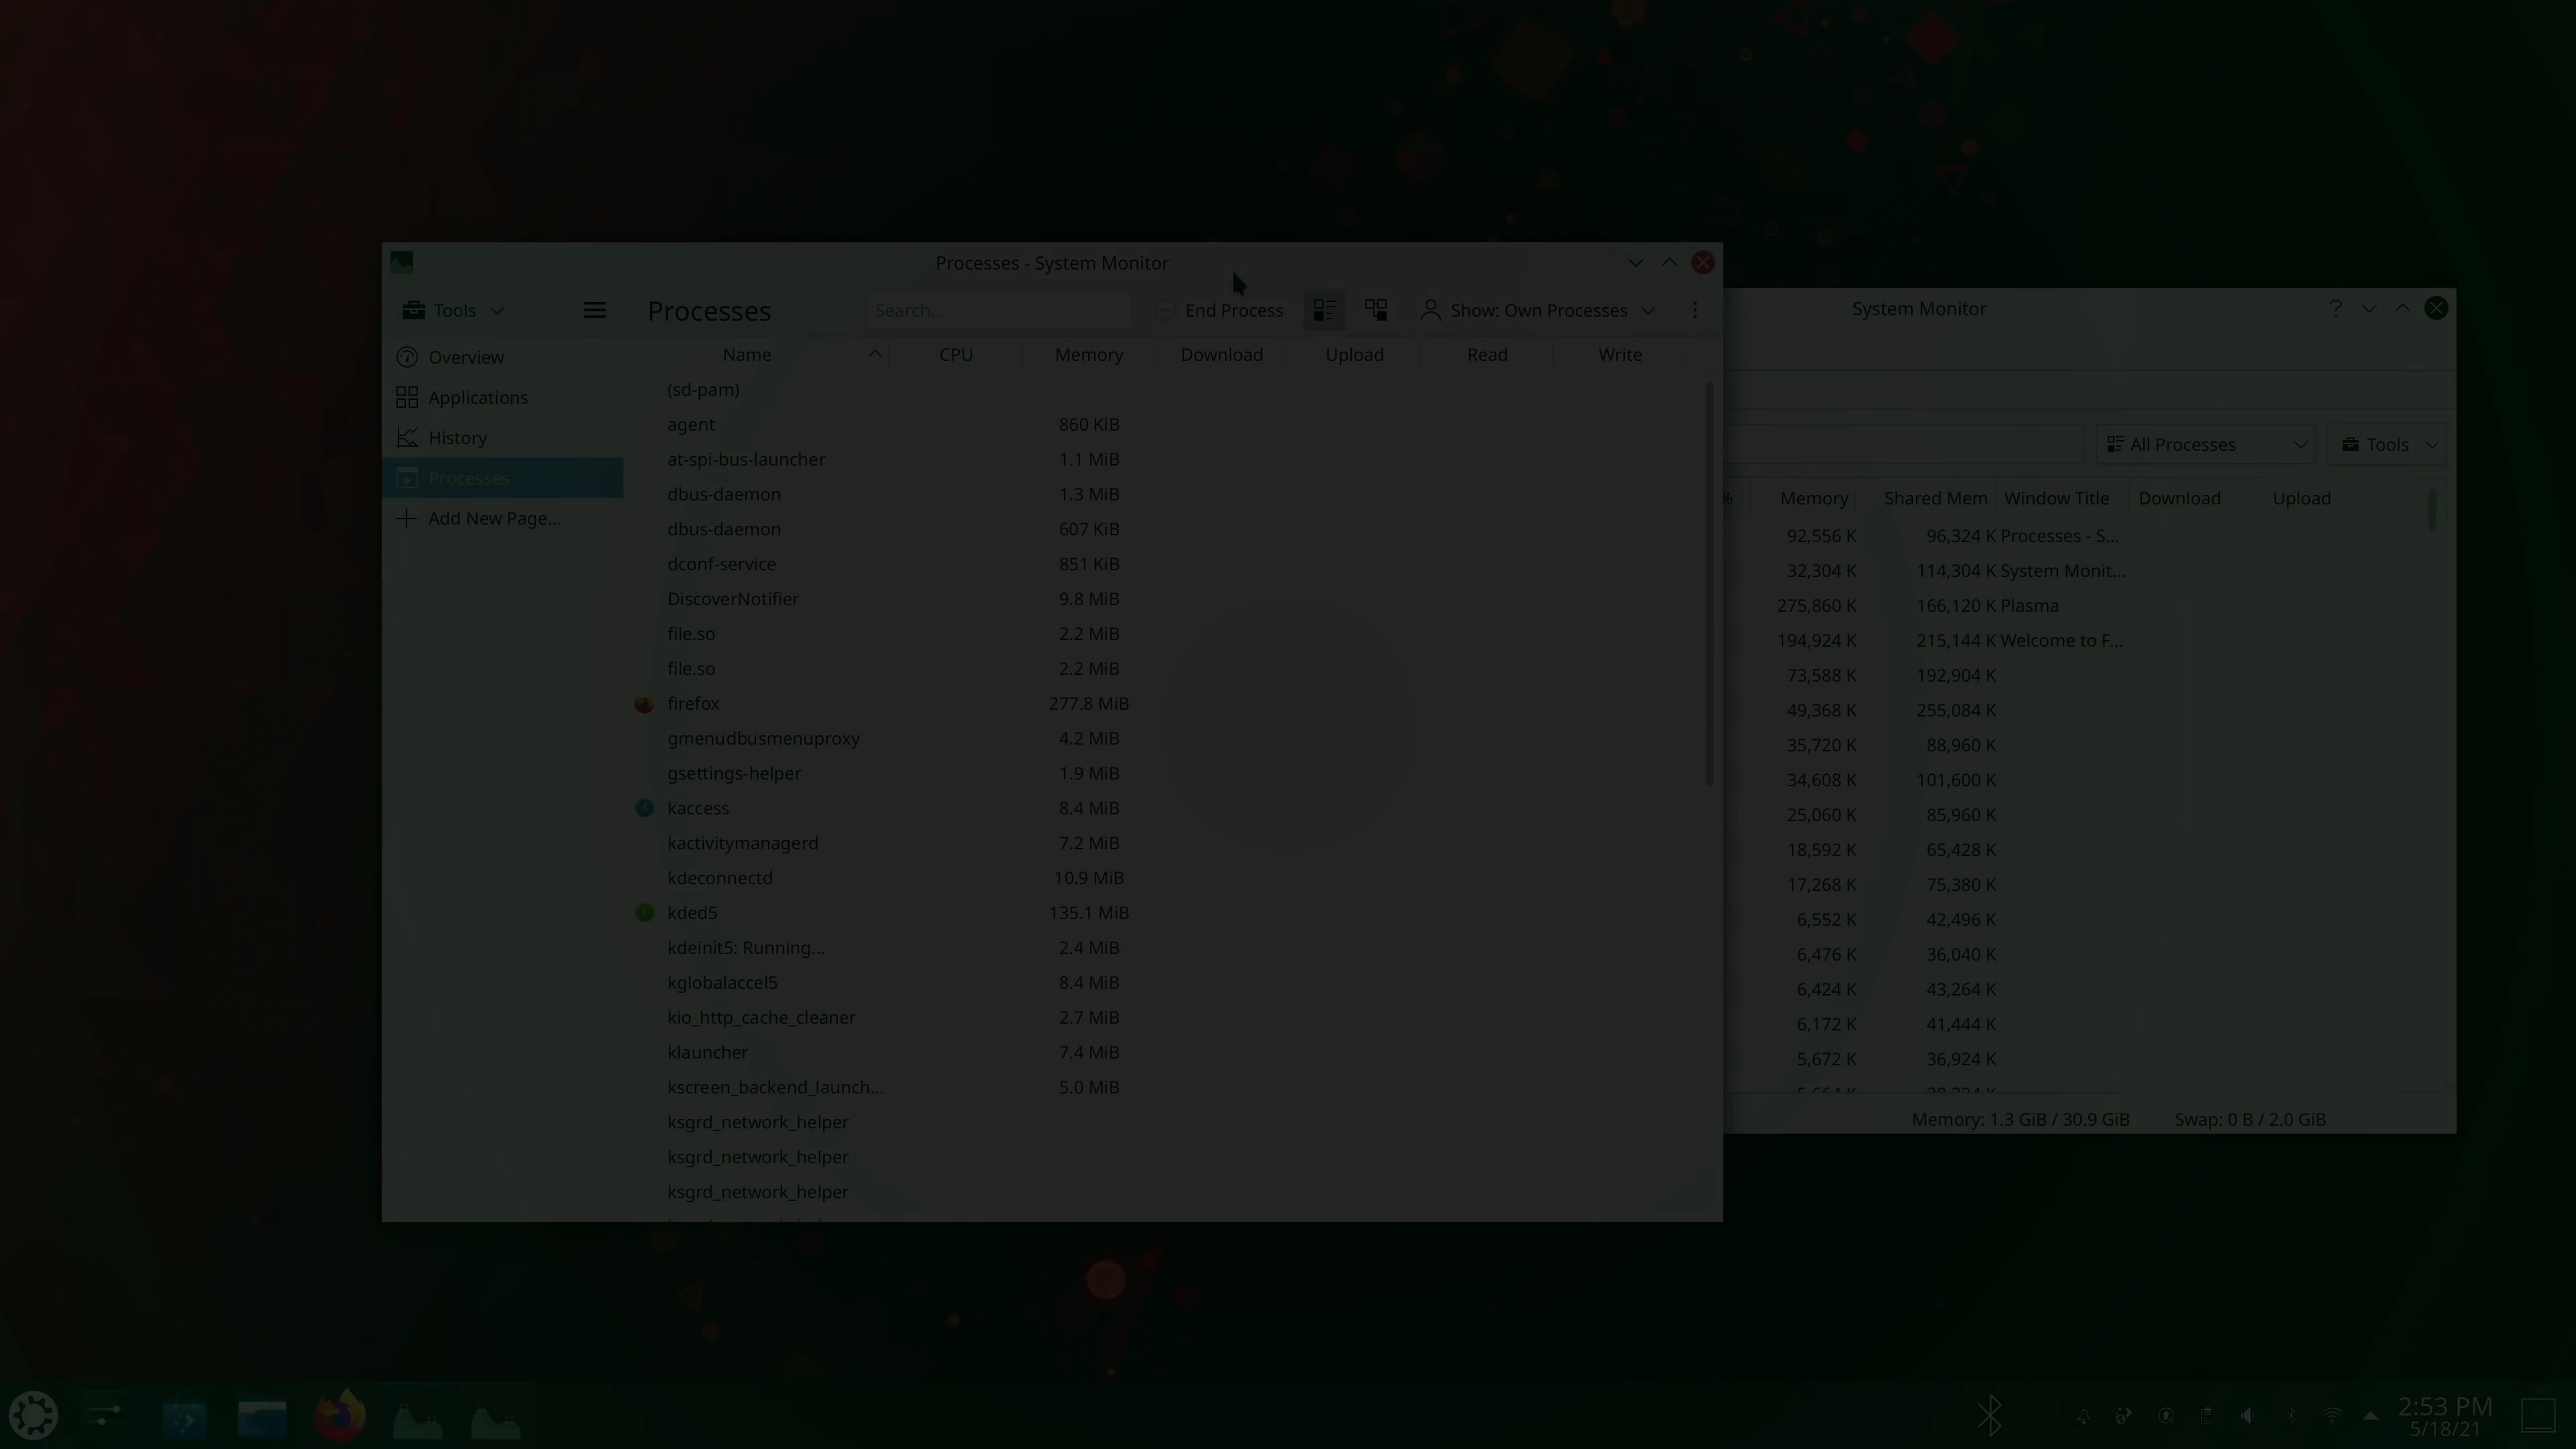 Processes - System Monitor
Tools
Processes
Search...
End Process
Show: Own Processes
Overview
Applications
History
Processes
Add New Page...
Name CPU Memory Download Upload Read Write
(sd-pam)
agent 860 KiB
at-spi-bus-launcher 1.1 MiB
dbus-daemon 1.3 MiB
dbus-daemon 607 KiB
dconf-service 851 KiB
DiscoverNotifier 9.8 MiB
file.so 2.2 MiB
file.so 2.2 MiB
firefox 277.8 MiB
gmenudbusmenuproxy 4.2 MiB
gsettings-helper 1.9 MiB
kaccess 8.4 MiB
kactivitymanagerd 7.2 MiB
kdeconnectd 10.9 MiB
kded5 135.1 MiB
kdeinit5: Running... 2.4 MiB
kglobalaccel5 8.4 MiB
kio_http_cache_cleaner 2.7 MiB
klauncher 7.4 MiB
kscreen_backend_launch... 5.0 MiB
ksgrd_network_helper
ksgrd_network_helper
ksgrd_network_helper
System Monitor
?
All Processes
Tools
% Memory Shared Mem Window Title Download Upload
92,556 K 96,324 K Processes - S...
32,304 K 114,304 K System Monit...
275,860 K 166,120 K Plasma
194,924 K 215,144 K Welcome to F...
73,588 K 192,904 K
49,368 K 255,084 K
35,720 K 88,960 K
34,608 K 101,600 K
25,060 K 85,960 K
18,592 K 65,428 K
17,268 K 75,380 K
6,552 K 42,496 K
6,476 K 36,040 K
6,424 K 43,264 K
6,172 K 41,444 K
5,672 K 36,924 K
Memory: 1.3 GiB / 30.9 GiB Swap: 0 B / 2.0 GiB
2:53 PM
5/18/21